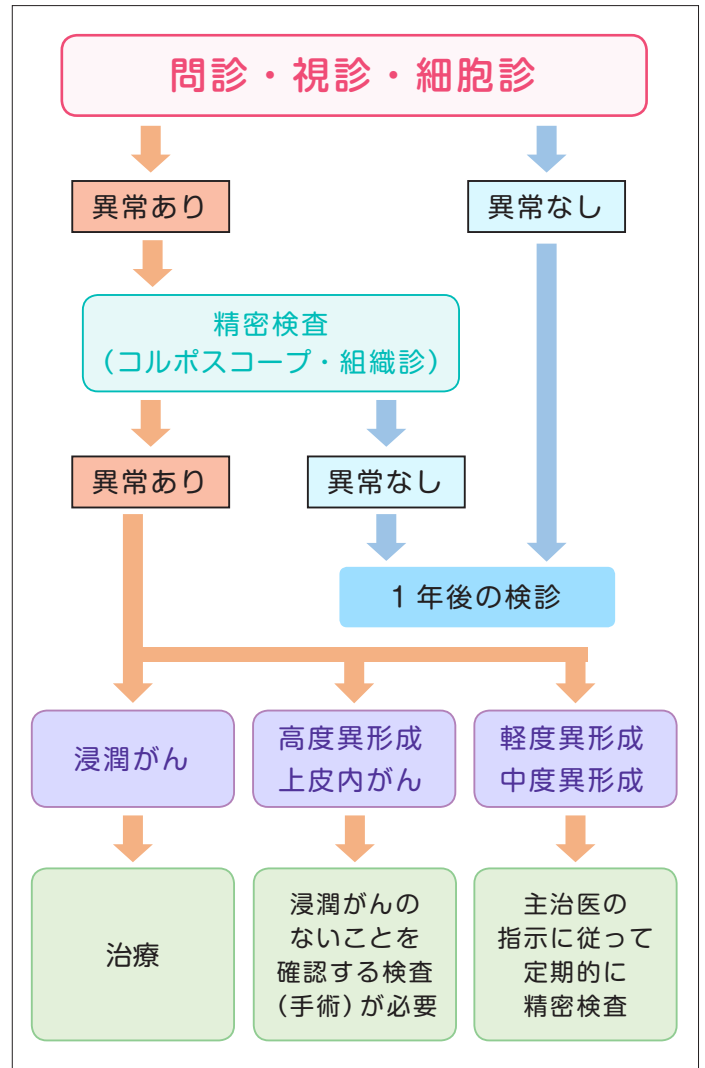 問診・視診・細胞診
異常あり
異常なし
精密検査
（コルポスコープ・組織診）
異常あり
異常なし
1 年後の検診
浸潤がん
高度異形成
上皮内がん
軽度異形成
中度異形成
治療
浸潤がんの
ないことを
確認する検査
（手術）が必要
主治医の
指示に従って
定期的に
精密検査